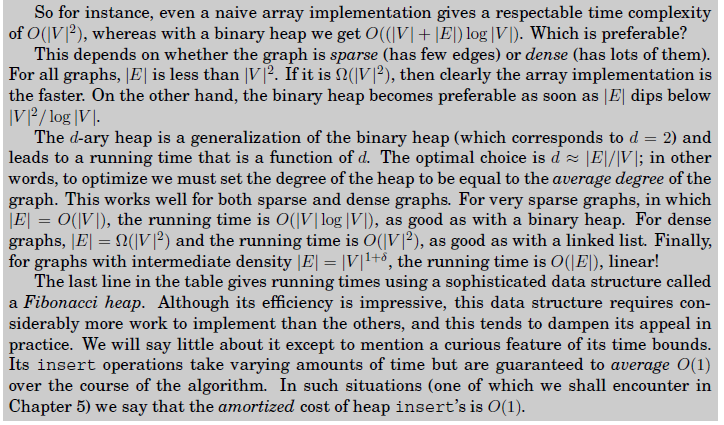 So for instance, even a naive array implementation gives a respectable time complexity
of O(|V|²), whereas with a binary heap we get O((|V| + |E|) log |V|). Which is preferable?
This depends on whether the graph is sparse (has few edges) or dense (has lots of them).
For all graphs, |E| is less than |V|². If it is Ω(|V|²), then clearly the array implementation is
the faster. On the other hand, the binary heap becomes preferable as soon as |E| dips below
|V|²/ log |V|.
The d-ary heap is a generalization of the binary heap (which corresponds to d = 2) and
leads to a running time that is a function of d. The optimal choice is d ≈ |E|/|V|; in other
words, to optimize we must set the degree of the heap to be equal to the average degree of the
graph. This works well for both sparse and dense graphs. For very sparse graphs, in which
|E| = O(|V|), the running time is O(|V| log |V|), as good as with a binary heap. For dense
graphs, |E| = Ω(|V|²) and the running time is O(|V|²), as good as with a linked list. Finally,
for graphs with intermediate density |E| = |V|¹⁺ᵟ, the running time is O(|E|), linear!
The last line in the table gives running times using a sophisticated data structure called
a Fibonacci heap. Although its efficiency is impressive, this data structure requires con-
siderably more work to implement than the others, and this tends to dampen its appeal in
practice. We will say little about it except to mention a curious feature of its time bounds.
Its insert operations take varying amounts of time but are guaranteed to average O(1)
over the course of the algorithm. In such situations (one of which we shall encounter in
Chapter 5) we say that the amortized cost of heap insert's is O(1).